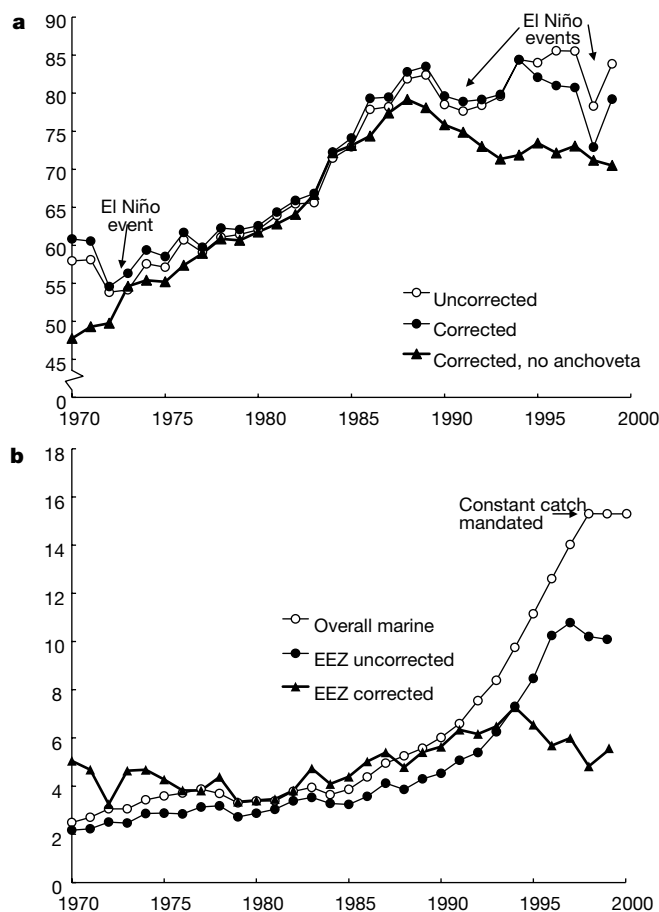 a
90
85
80
75
70
65
60
55
50
45
0
El Niño
event
El Niño
events
Uncorrected
Corrected
Corrected, no anchoveta
1970 1975 1980 1985 1990 1995 2000
b
18
16
14
12
10
8
6
4
2
0
Constant catch
mandated
Overall marine
EEZ uncorrected
EEZ corrected
1970 1975 1980 1985 1990 1995 2000